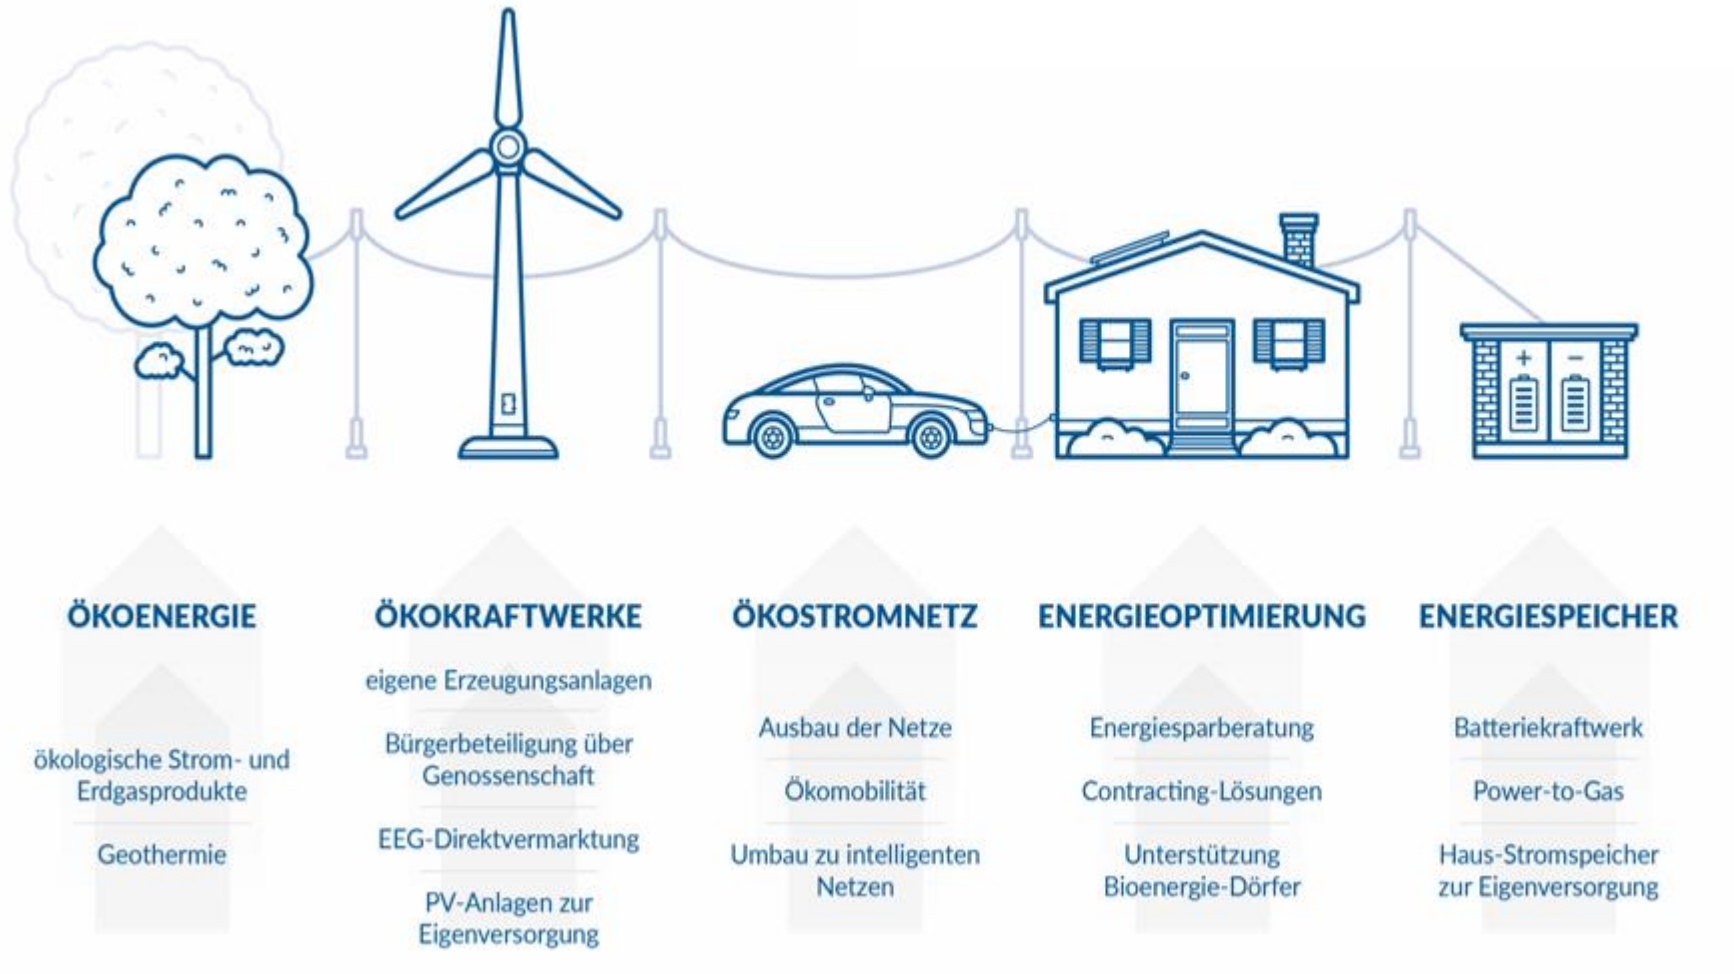 ÖKOENERGIE
ökologische Strom- und
Erdgasprodukte
Geothermie
ÖKOKRAFTWERKE
eigene Erzeugungsanlagen
Bürgerbeteiligung über
Genossenschaft
EEG-Direktvermarktung
PV-Anlagen zur
Eigenversorgung
ÖKOSTROMNETZ
Ausbau der Netze
Ökomobilität
Umbau zu intelligenten
Netzen
ENERGIEOPTIMIERUNG
Energiesparberatung
Contracting-Lösungen
Unterstützung
Bioenergie-Dörfer
ENERGIESPEICHER
Batteriekraftwerk
Power-to-Gas
Haus-Stromspeicher
zur Eigenversorgung